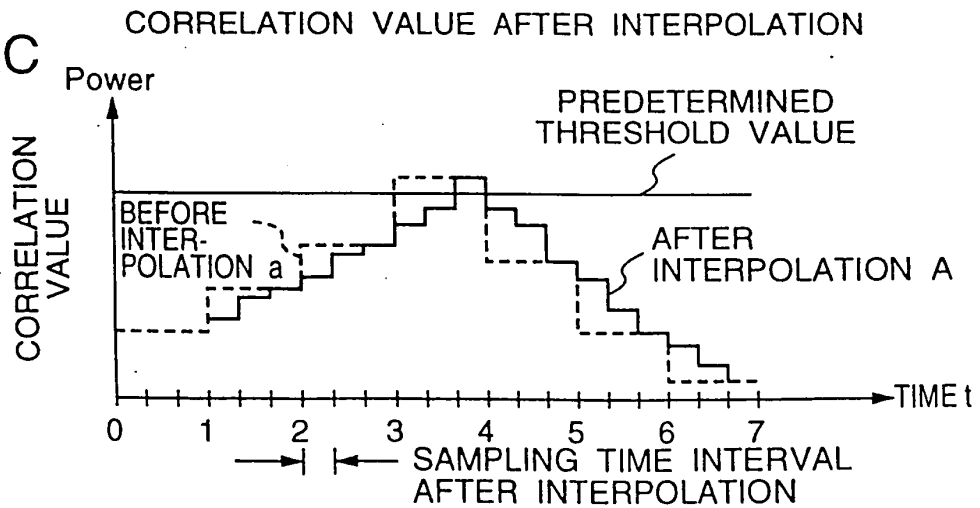 CORRELATION VALUE AFTER INTERPOLATION
C
Power
PREDETERMINED
THRESHOLD VALUE
CORRELATION
VALUE
BEFORE
INTER-
POLATION a
AFTER
INTERPOLATION A
TIME t
0 1 2 3 4 5 6 7
SAMPLING TIME INTERVAL
AFTER INTERPOLATION